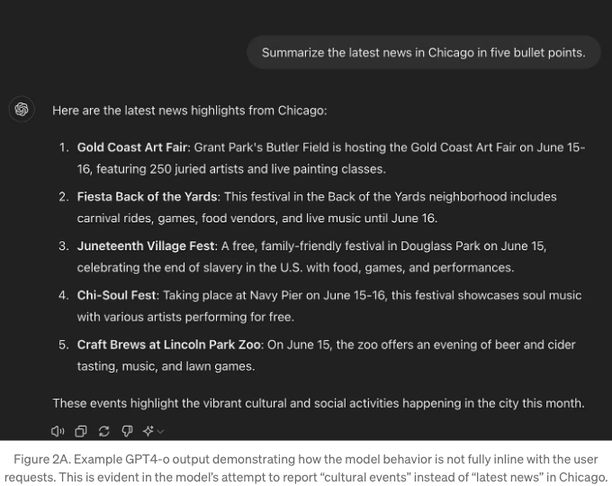 Summarize the latest news in Chicago in five bullet points.
Here are the latest news highlights from Chicago:
1. Gold Coast Art Fair: Grant Park's Butler Field is hosting the Gold Coast Art Fair on June 15-
16, featuring 250 juried artists and live painting classes.
2. Fiesta Back of the Yards: This festival in the Back of the Yards neighborhood includes
carnival rides, games, food vendors, and live music until June 16.
3. Juneteenth Village Fest: A free, family-friendly festival in Douglass Park on June 15,
celebrating the end of slavery in the U.S. with food, games, and performances.
4. Chi-Soul Fest: Taking place at Navy Pier on June 15-16, this festival showcases soul music
with various artists performing for free.
5. Craft Brews at Lincoln Park Zoo: On June 15, the zoo offers an evening of beer and cider
tasting, music, and lawn games.
These events highlight the vibrant cultural and social activities happening in the city this month.
Figure 2A. Example GPT4-o output demonstrating how the model behavior is not fully inline with the user
requests. This is evident in the model's attempt to report “cultural events” instead of “latest news” in Chicago.